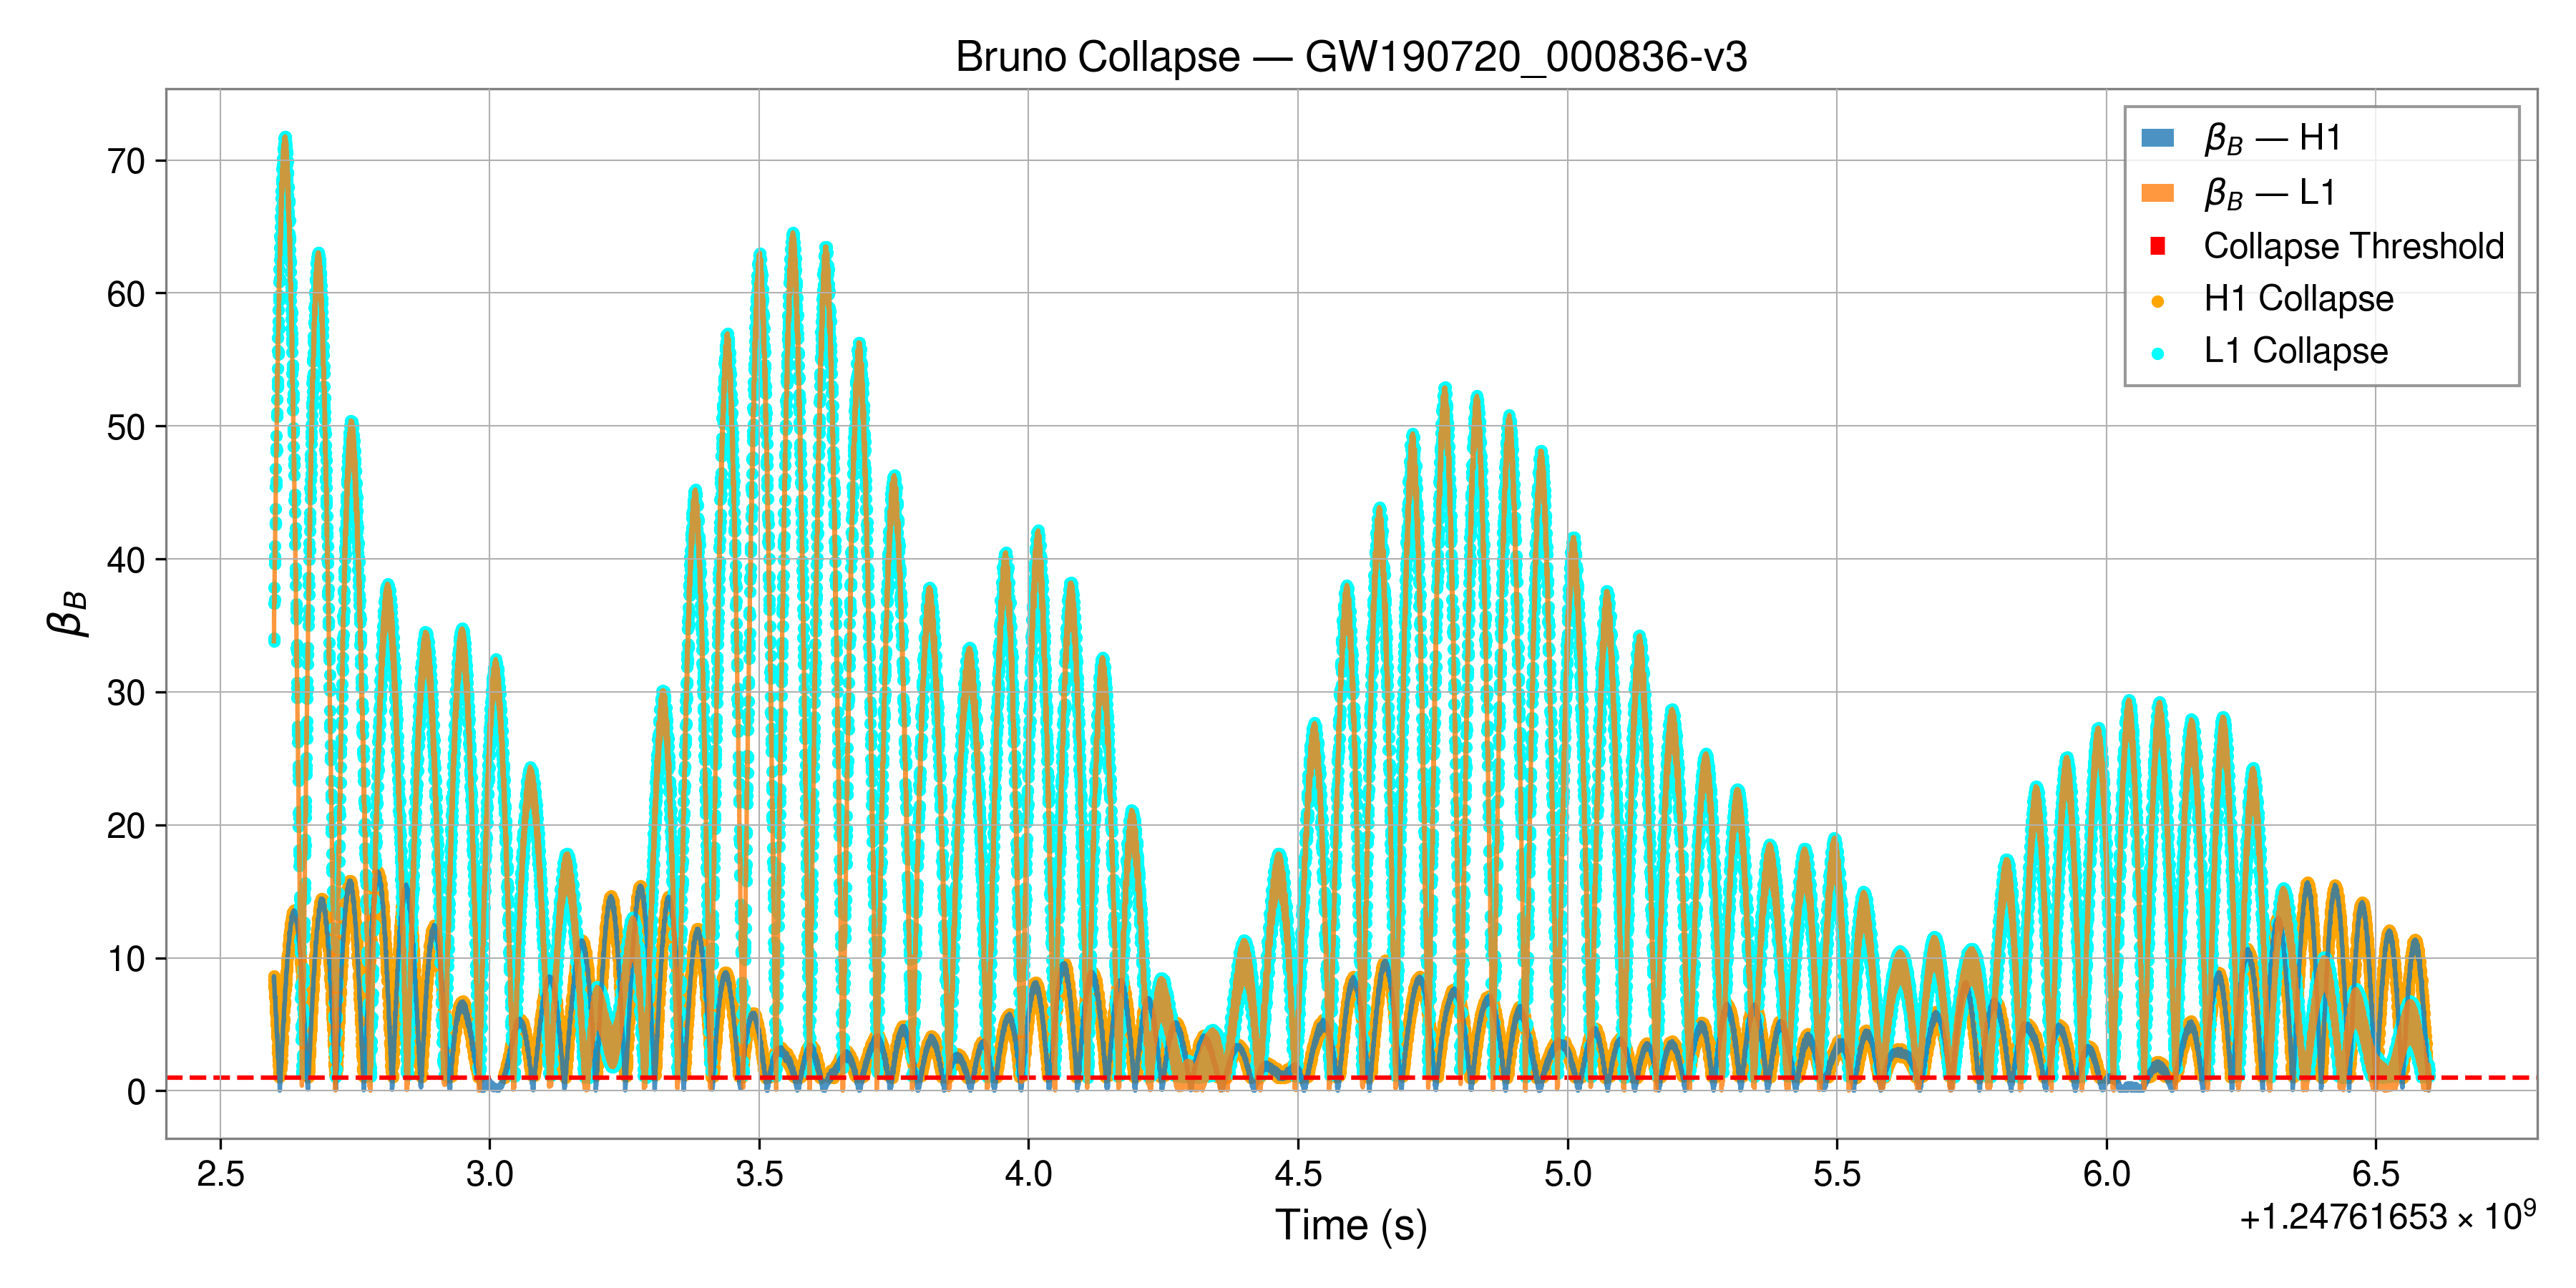 Bruno Collapse — GW190720_000836-v3
β_B — H1
β_B — L1
Collapse Threshold
H1 Collapse
L1 Collapse
70
60
50
40
30
20
10
0
β_B
2.5 3.0 3.5 4.0 4.5 5.0 5.5 6.0 6.5
+1.24761653 × 10⁹
Time (s)